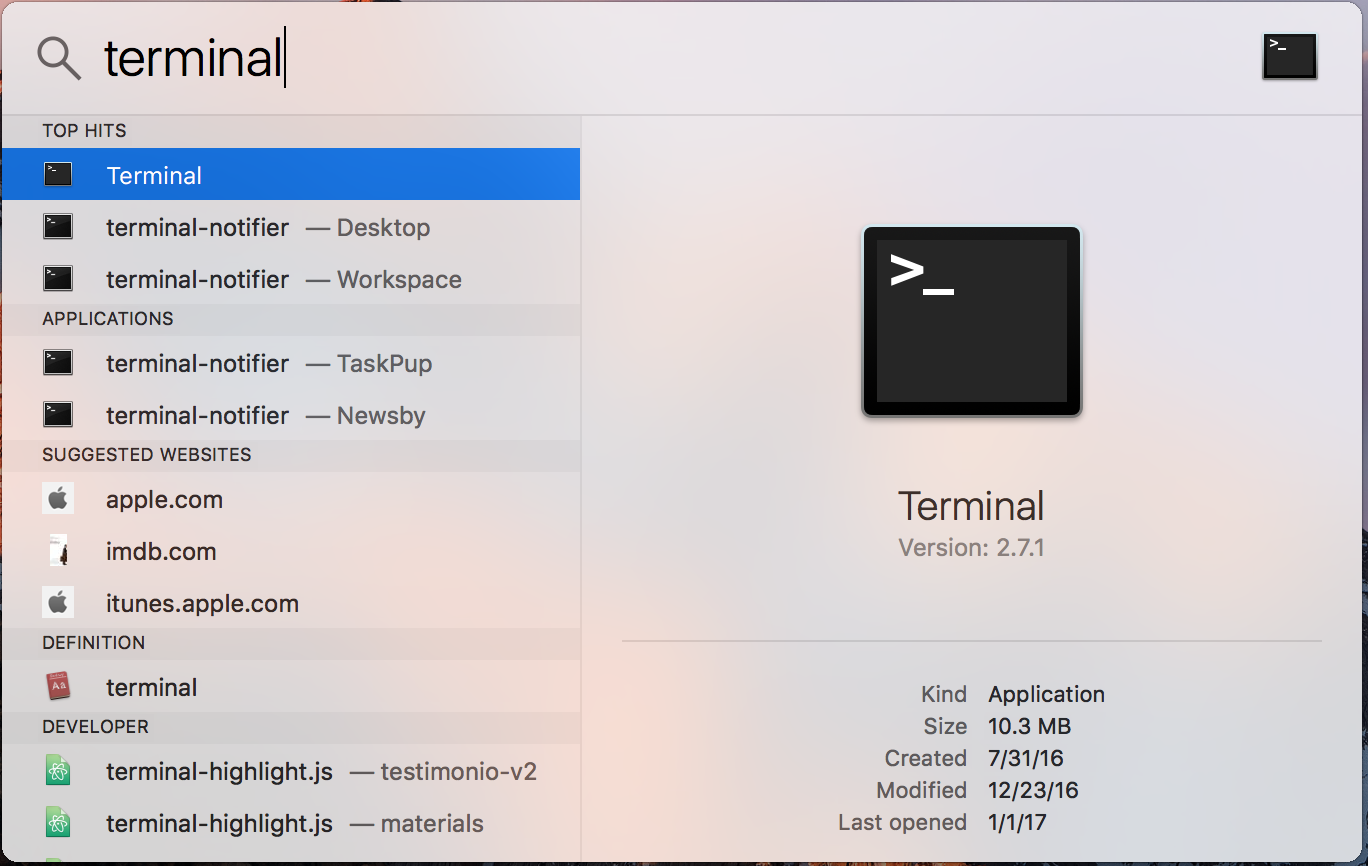 terminal
TOP HITS
Terminal
terminal-notifier — Desktop
terminal-notifier — Workspace
APPLICATIONS
terminal-notifier — TaskPup
terminal-notifier — Newsby
SUGGESTED WEBSITES
apple.com
imdb.com
itunes.apple.com
DEFINITION
Aa terminal
DEVELOPER
terminal-highlight.js — testimonio-v2
terminal-highlight.js — materials
>_
Terminal
Version: 2.7.1
Kind Application
Size 10.3 MB
Created 7/31/16
Modified 12/23/16
Last opened 1/1/17